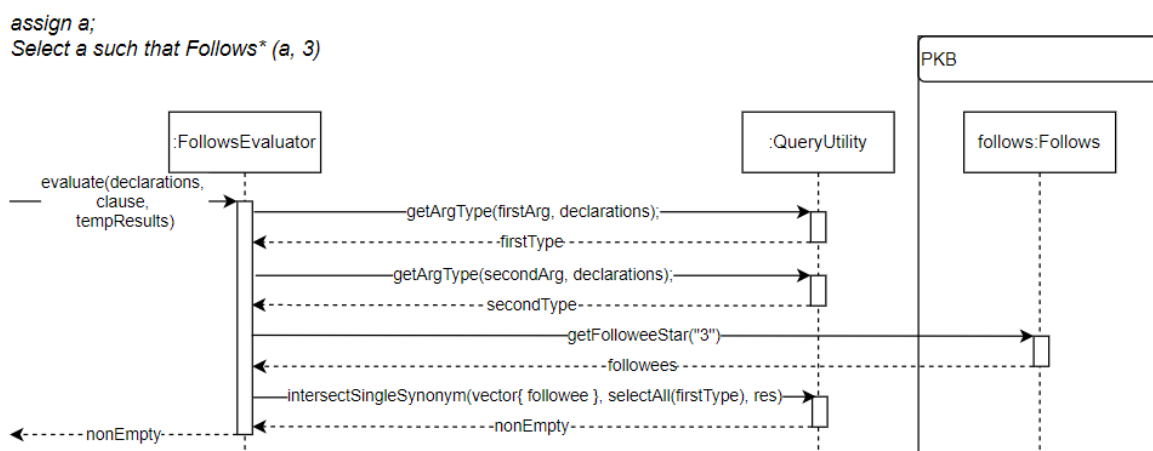 assign a;
Select a such that Follows* (a, 3)
PKB
:FollowsEvaluator
:QueryUtility
follows:Follows
evaluate(declarations,
clause,
tempResults)
getArgType(firstArg, declarations);
firstType
getArgType(secondArg, declarations);
secondType
getFolloweeStar("3")
followees
intersectSingleSynonym(vector{ followee }, selectAll(firstType), res)
nonEmpty
nonEmpty